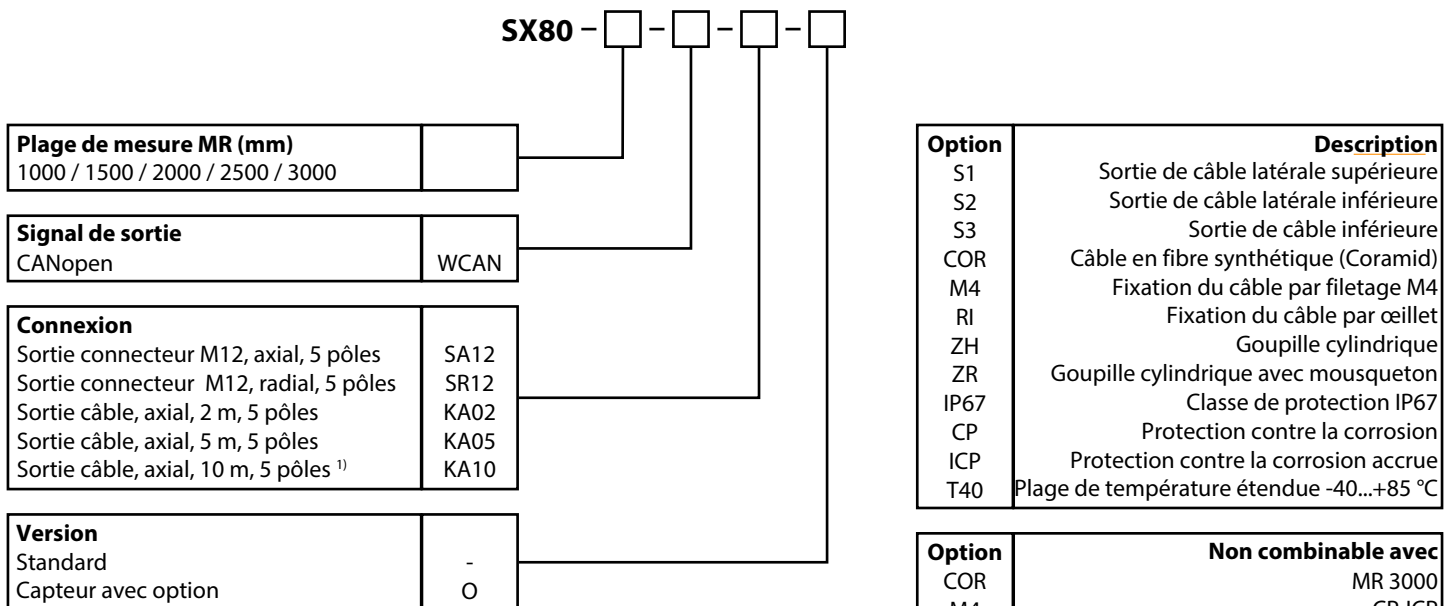 SX80 – – – –
Plage de mesure MR (mm)
1000 / 1500 / 2000 / 2500 / 3000
Signal de sortie
CANopen WCAN
Connexion
Sortie connecteur M12, axial, 5 pôles SA12
Sortie connecteur M12, radial, 5 pôles SR12
Sortie câble, axial, 2 m, 5 pôles KA02
Sortie câble, axial, 5 m, 5 pôles KA05
Sortie câble, axial, 10 m, 5 pôles 1) KA10
Version
Standard -
Capteur avec option O
Option Description
S1 Sortie de câble latérale supérieure
S2 Sortie de câble latérale inférieure
S3 Sortie de câble inférieure
COR Câble en fibre synthétique (Coramid)
M4 Fixation du câble par filetage M4
RI Fixation du câble par œillet
ZH Goupille cylindrique
ZR Goupille cylindrique avec mousqueton
IP67 Classe de protection IP67
CP Protection contre la corrosion
ICP Protection contre la corrosion accrue
T40 Plage de température étendue -40...+85 °C
Option Non combinable avec
COR MR 3000